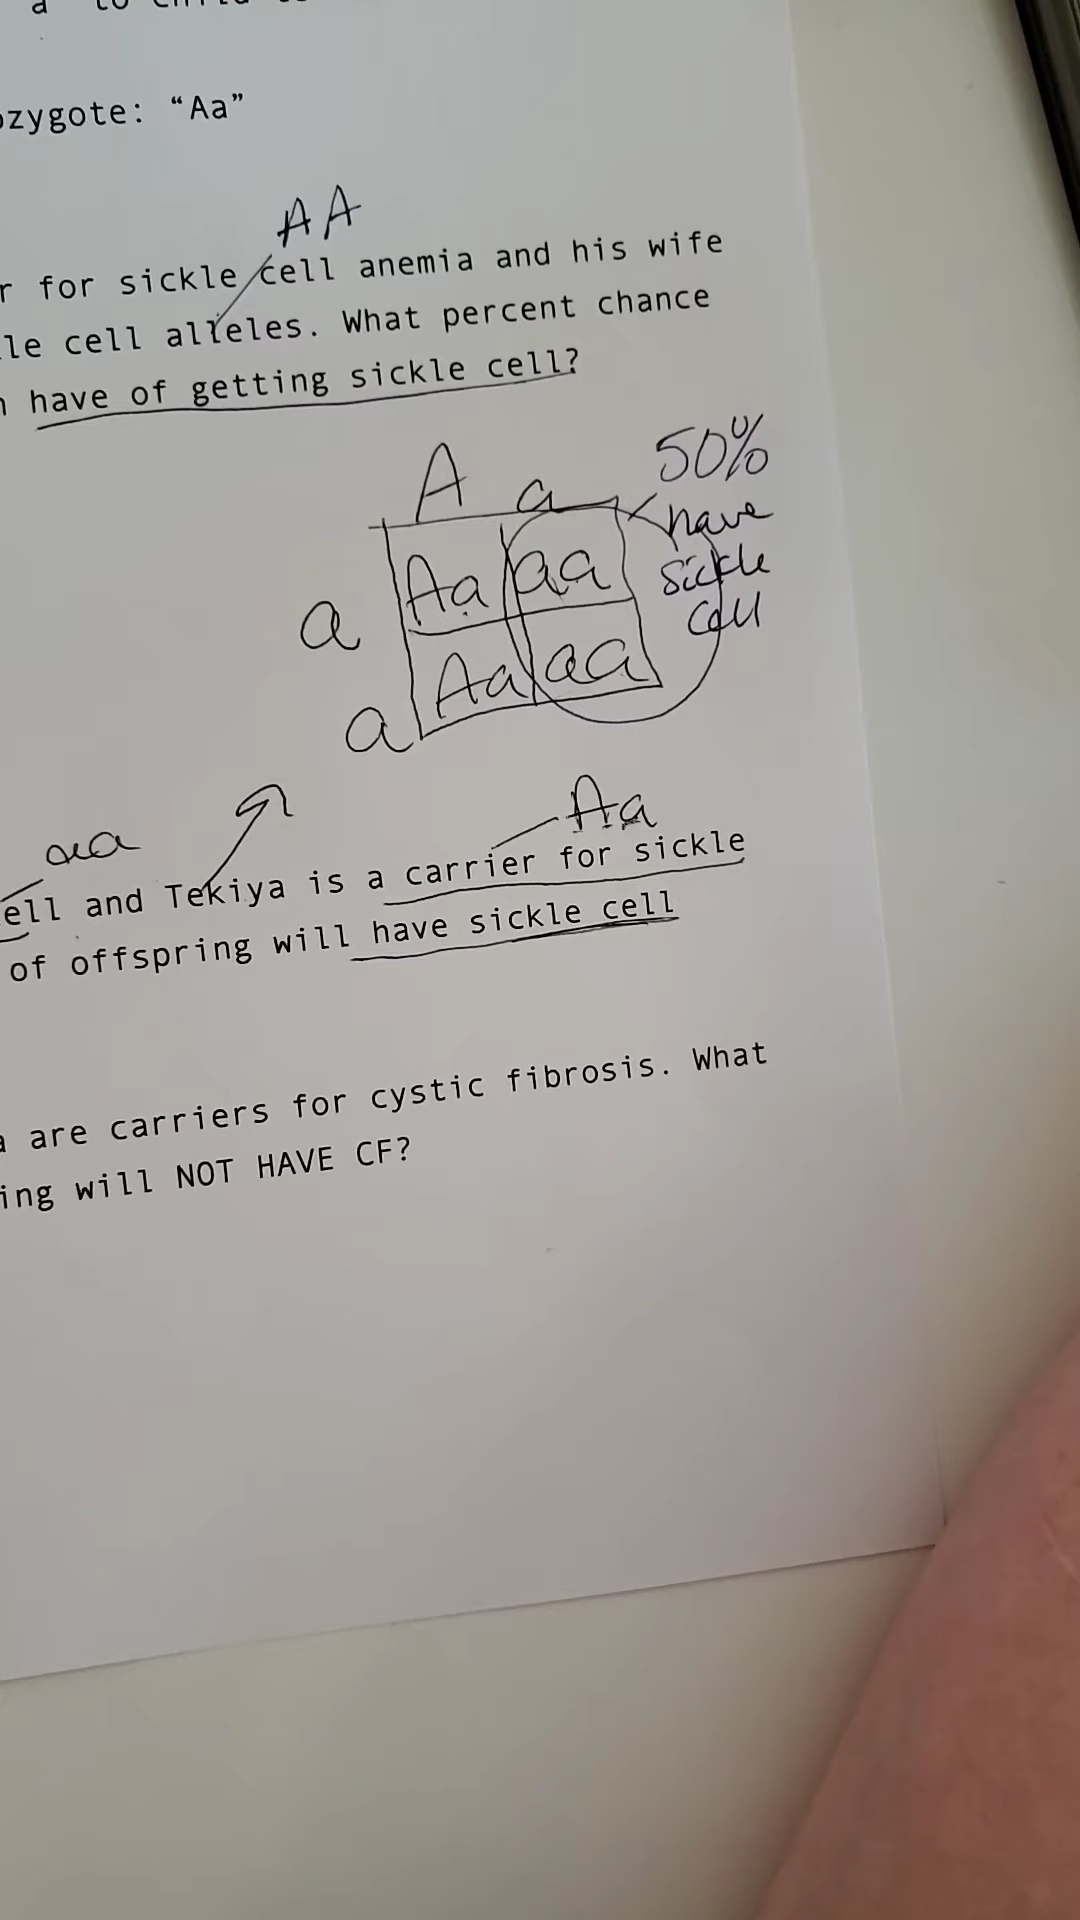 ozygote: “Aa”
AA
r for sickle cell anemia and his wife
le cell alleles. What percent chance
have of getting sickle cell?
A a
50%
have
sickle
cell
a Aa aa
a Aa aa
aa
Aa
ell and Tekiya is a carrier for sickle
of offspring will have sickle cell
a are carriers for cystic fibrosis. What
ing will NOT HAVE CF?